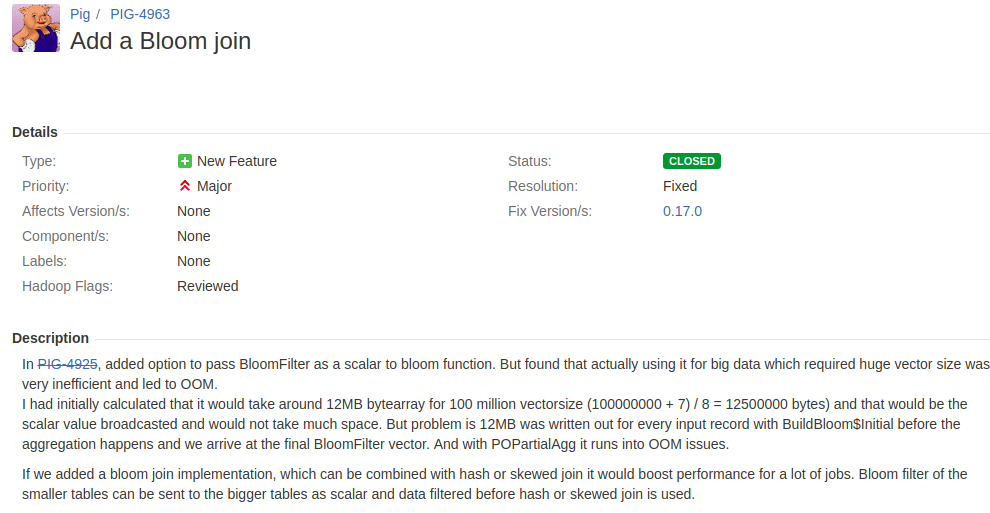 Pig / PIG-4963
Add a Bloom join
Details
Type: New Feature Status: CLOSED
Priority: Major Resolution: Fixed
Affects Version/s: None Fix Version/s: 0.17.0
Component/s: None
Labels: None
Hadoop Flags: Reviewed
Description
In PIG-4925, added option to pass BloomFilter as a scalar to bloom function. But found that actually using it for big data which required huge vector size was
very inefficient and led to OOM.
I had initially calculated that it would take around 12MB bytearray for 100 million vectorsize (100000000 + 7) / 8 = 12500000 bytes) and that would be the
scalar value broadcasted and would not take much space. But problem is 12MB was written out for every input record with BuildBloom$Initial before the
aggregation happens and we arrive at the final BloomFilter vector. And with POPartialAgg it runs into OOM issues.
If we added a bloom join implementation, which can be combined with hash or skewed join it would boost performance for a lot of jobs. Bloom filter of the
smaller tables can be sent to the bigger tables as scalar and data filtered before hash or skewed join is used.